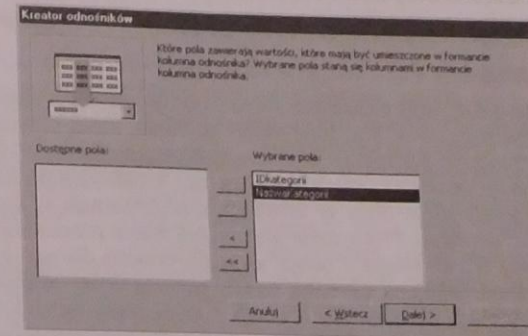 Kreator odnośników
Które pola zawierają wartości, które mają być umieszczone w formancie
kolumna odnośnika? Wybrane pola staną się kolumnami w formancie
kolumna odnośnika.
Dostępne pola:
Wybrane pola:
IDkategorii
NazwaKategorii
<
<<
Anuluj
< Wstecz
Dalej >